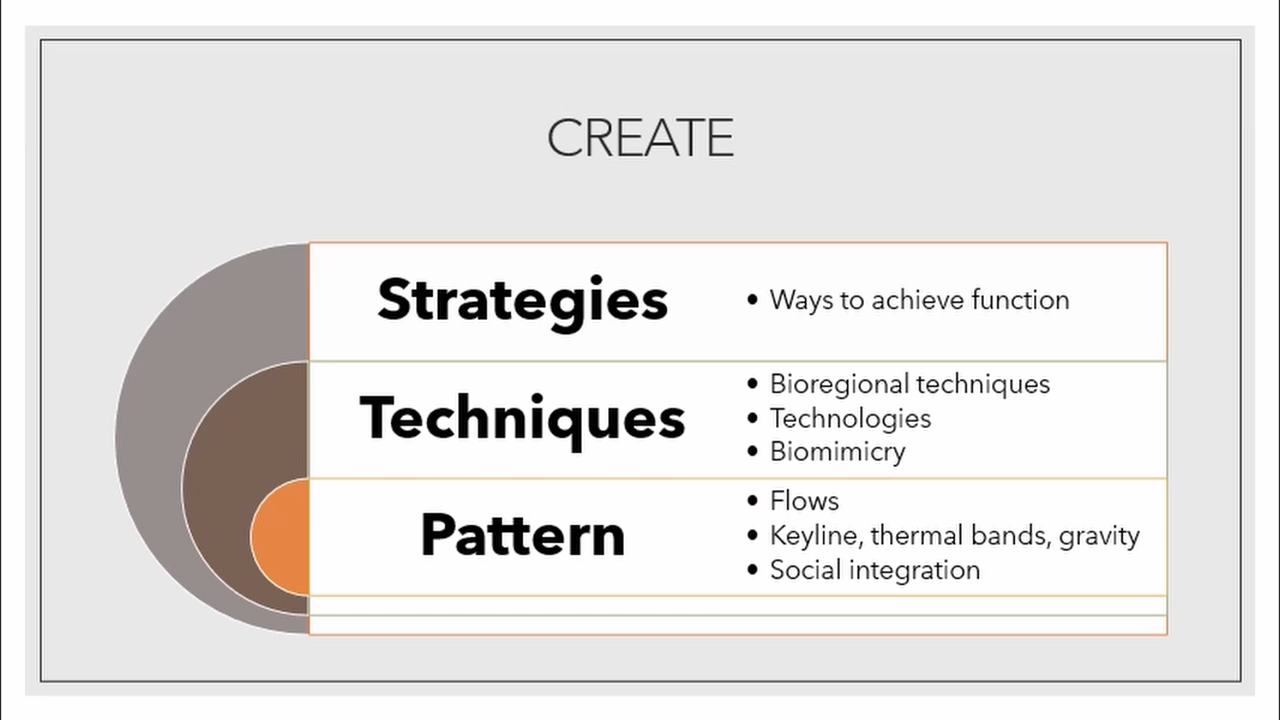 CREATE
Strategies
• Ways to achieve function
Techniques
• Bioregional techniques
• Technologies
• Biomimicry
Pattern
• Flows
• Keyline, thermal bands, gravity
• Social integration